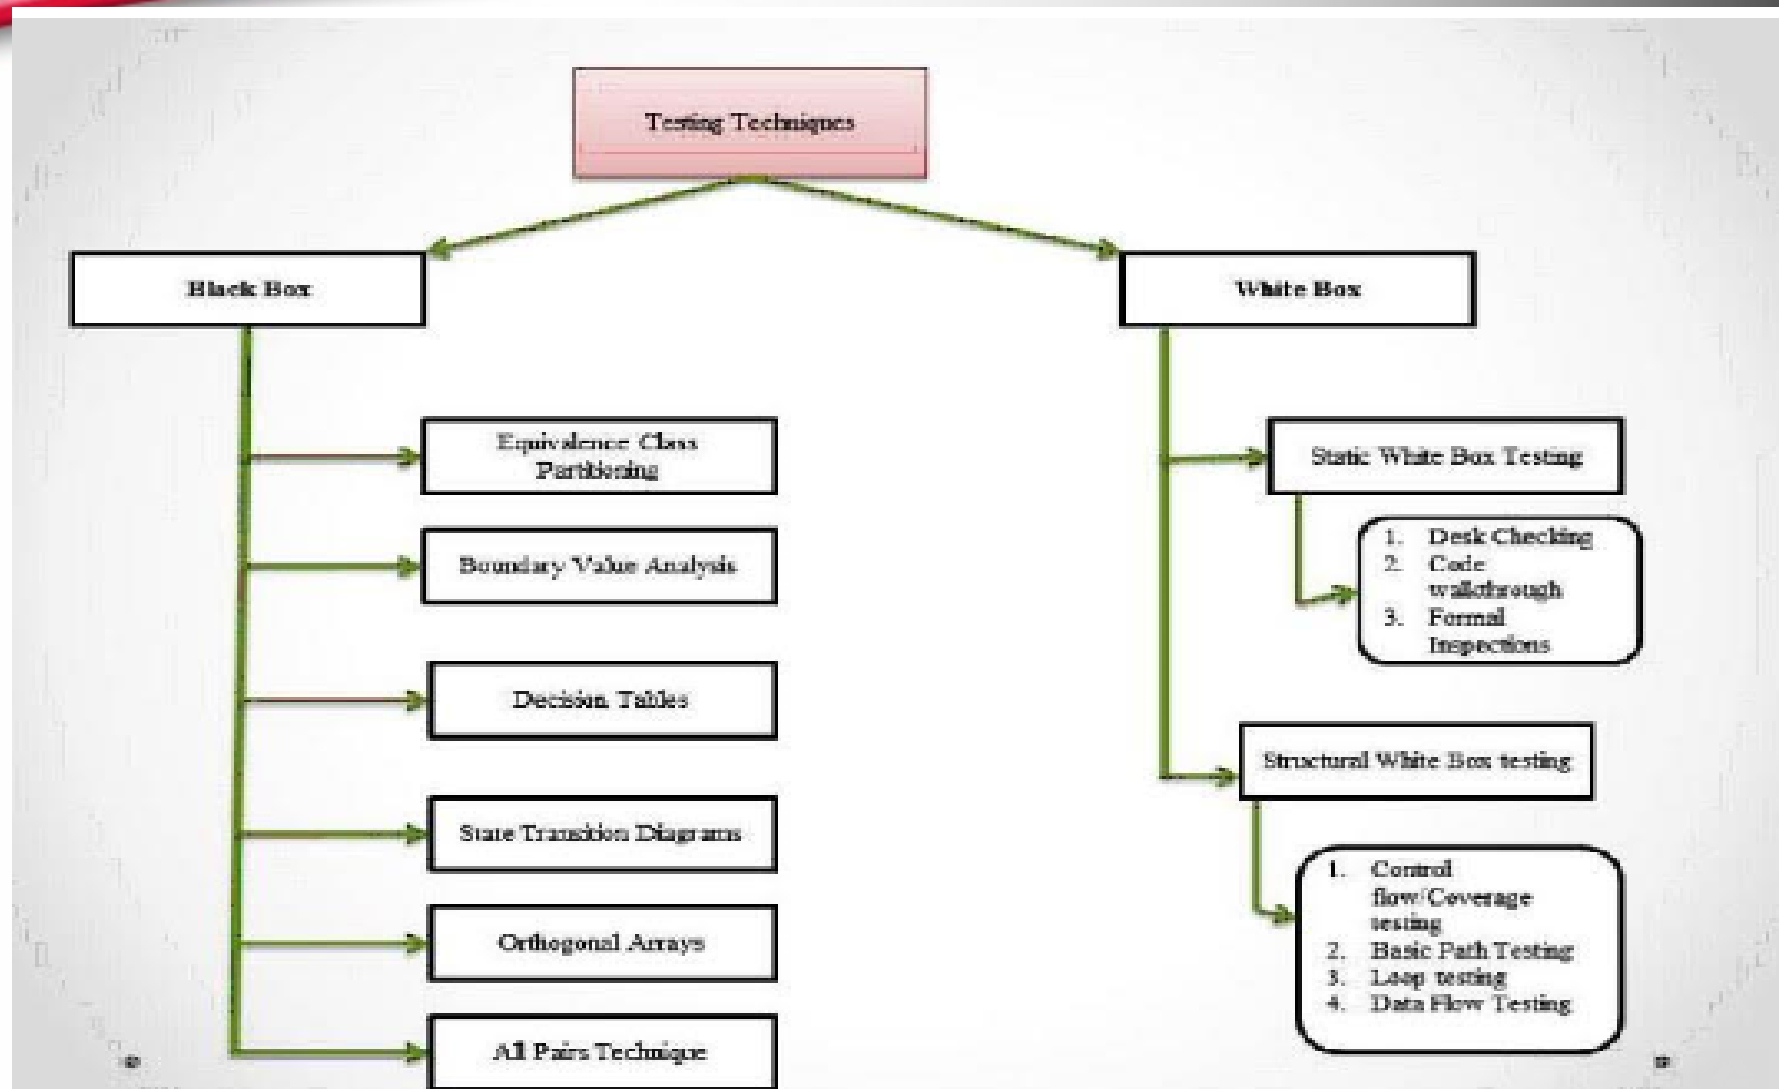 Testing Techniques
Black Box
White Box
Equivalence Class
Partitioning
Boundary Value Analysis
Decision Tables
State Transition Diagrams
Orthogonal Arrays
All Pairs Technique
Static White Box Testing
1. Desk Checking
2. Code
walkthrough
3. Formal
Inspections
Structural White Box testing
1. Control
flow/Coverage
testing
2. Basic Path Testing
3. Loop testing
4. Data Flow Testing